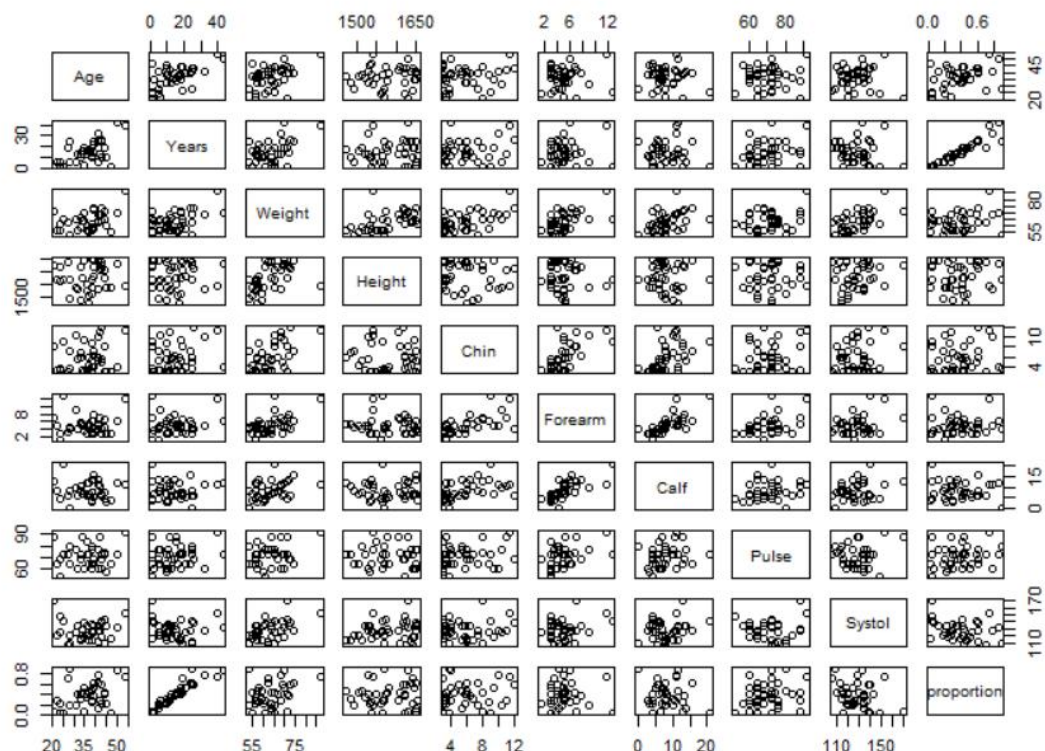 0 20 40 1500 1650 2 6 12 60 80 0.0 0.6
Age 20 45
0 30 Years
Weight 55 80
1500 Height
Chin 4 10
2 8 Forearm
Calf 0 15
60 90 Pulse
Systol 110 170
0.0 0.8 proportion
20 35 50 55 75 4 8 12 0 10 20 110 150